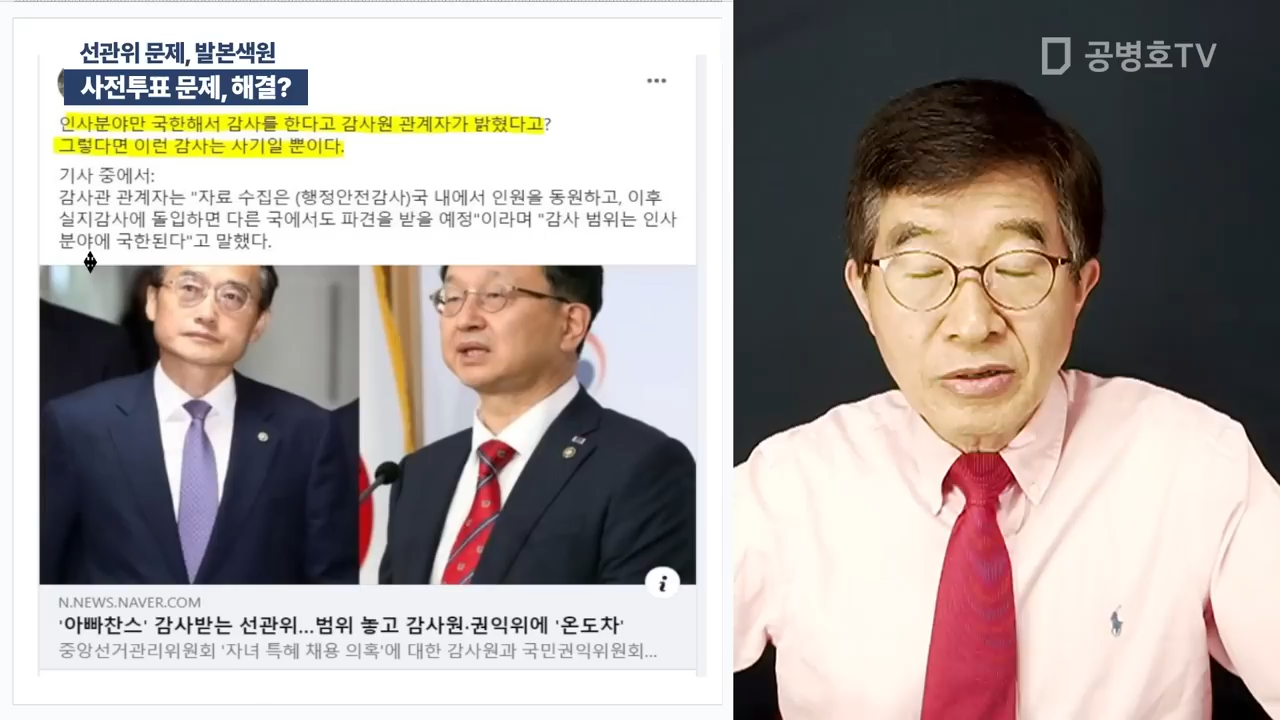 선관위 문제, 발본색원
사전투표 문제, 해결?
공병호TV
인사분야만 국한해서 감사를 한다고 감사원 관계자가 밝혔다고?
그렇다면 이런 감사는 사기일 뿐이다.
기사 중에서:
감사관 관계자는 "자료 수집은 (행정안전감사)국 내에서 인원을 동원하고, 이후
실지감사에 돌입하면 다른 국에서도 파견을 받을 예정"이라며 "감사 범위는 인사
분야에 국한된다"고 말했다.
N.NEWS.NAVER.COM
'아빠찬스' 감사받는 선관위...범위 놓고 감사원·권익위에 '온도차'
중앙선거관리위원회 '자녀 특혜 채용 의혹'에 대한 감사원과 국민권익위원회...